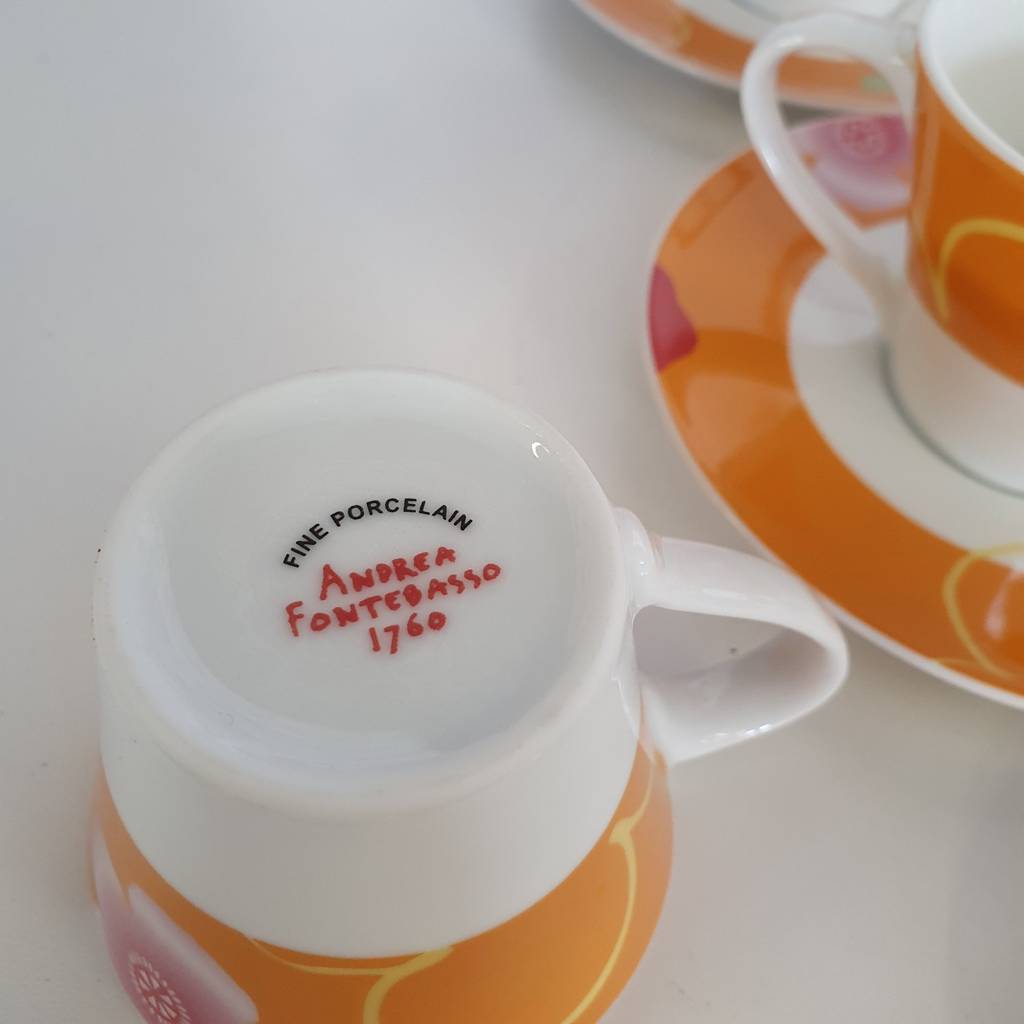 FINE PORCELAIN
ANDREA
FONTEBASSO
1760